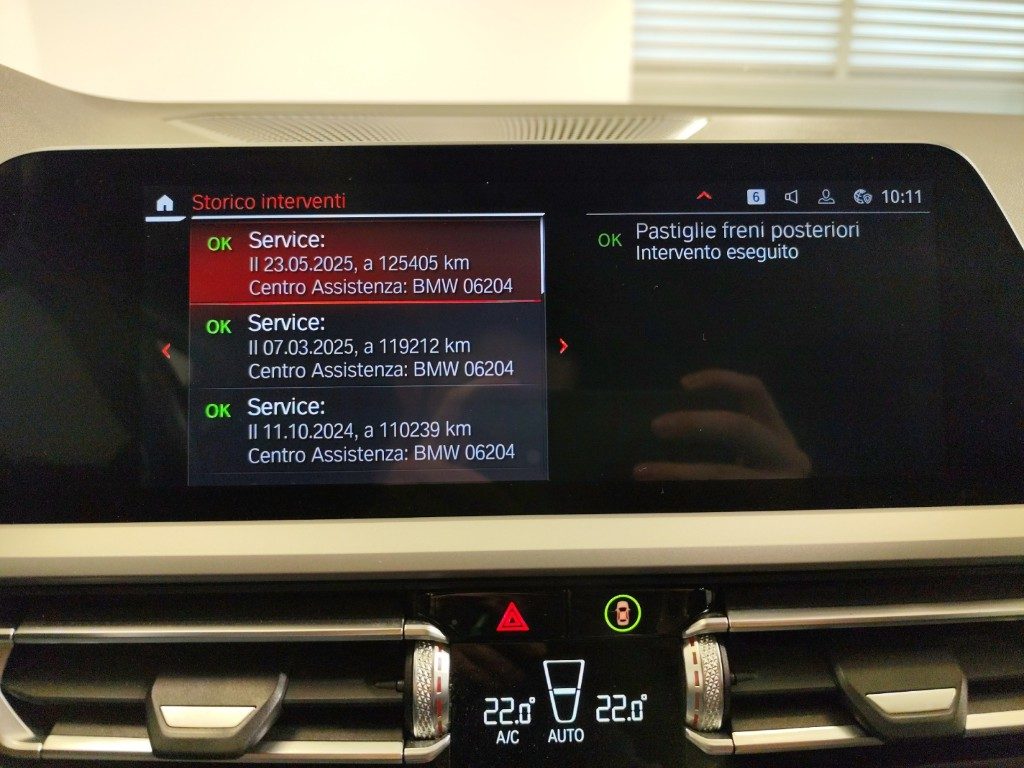 Storico interventi
6
10:11
OK Service:
Il 23.05.2025, a 125405 km
Centro Assistenza: BMW 06204
OK Service:
Il 07.03.2025, a 119212 km
Centro Assistenza: BMW 06204
OK Service:
Il 11.10.2024, a 110239 km
Centro Assistenza: BMW 06204
OK Pastiglie freni posteriori
Intervento eseguito
22.0° 22.0°
A/C AUTO